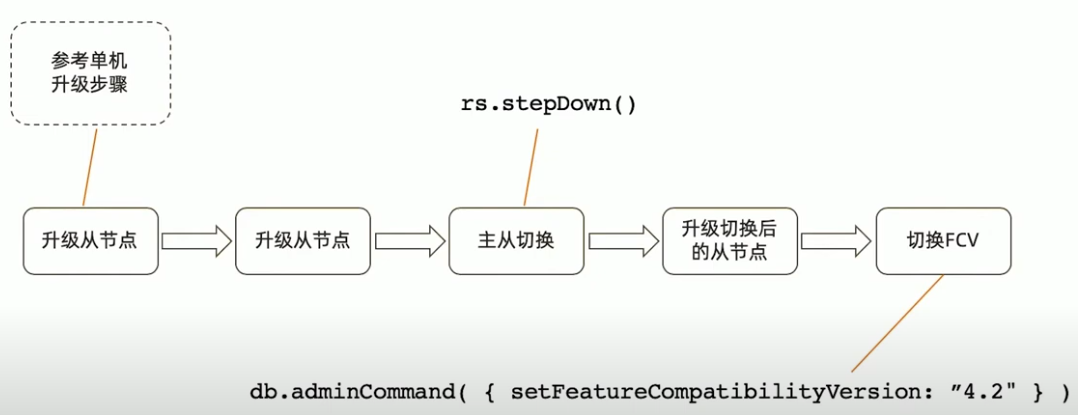 参考单机
升级步骤
rs.stepDown()
升级从节点
升级从节点
主从切换
升级切换后
的从节点
切换FCV
db.adminCommand( { setFeatureCompatibilityVersion: ”4.2" } )